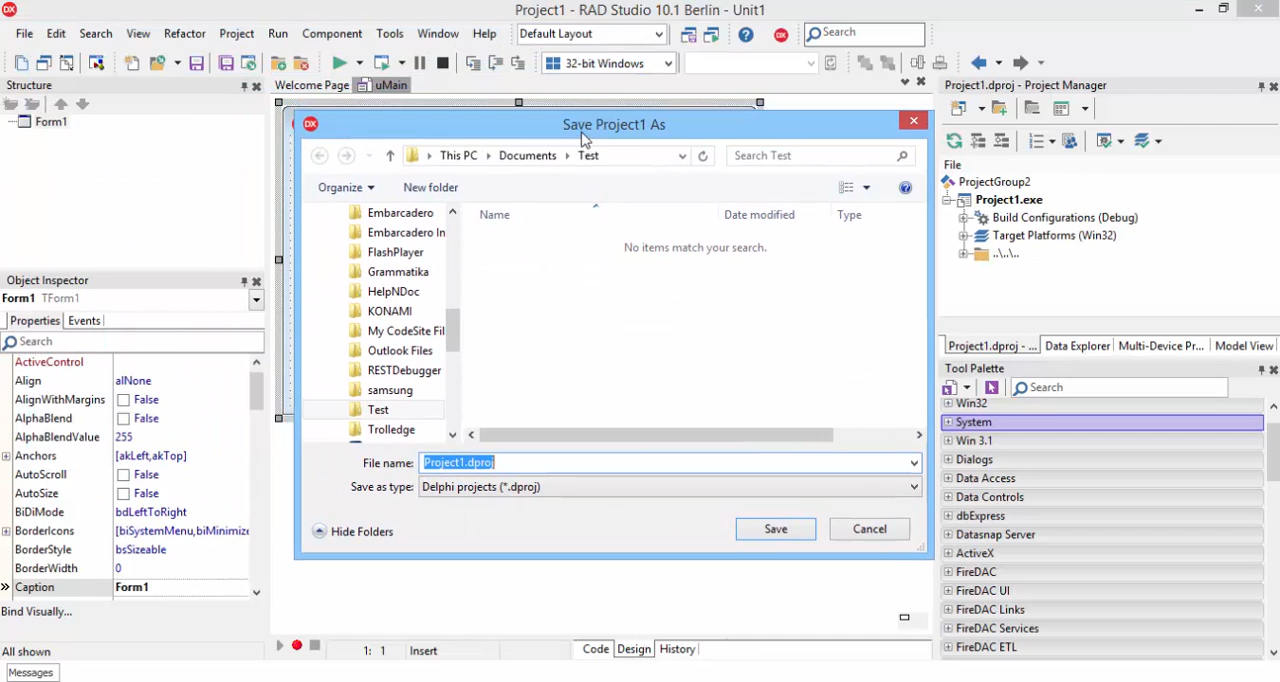 DX
Project1 - RAD Studio 10.1 Berlin - Unit1
File Edit Search View Refactor Project Run Component Tools Window Help
Default Layout
DX
Search
32-bit Windows
Structure
Form1
Welcome Page
uMain
DX
Save Project1 As
This PC
Documents
Test
Search Test
Organize
New folder
Embarcadero
Embarcadero In
FlashPlayer
Grammatika
HelpNDoc
KONAMI
My CodeSite Fil
Outlook Files
RESTDebugger
samsung
Test
Trolledge
Name
Date modified
Type
No items match your search.
File name: Project1.dproj
Save as type: Delphi projects (*.dproj)
Hide Folders
Save
Cancel
Object Inspector
Form1 TForm1
Properties Events
Search
ActiveControl
Align alNone
AlignWithMargins False
AlphaBlend False
AlphaBlendValue 255
Anchors [akLeft,akTop]
AutoScroll False
AutoSize False
BiDiMode bdLeftToRight
BorderIcons [biSystemMenu,biMinimize
BorderStyle bsSizeable
BorderWidth 0
Caption Form1
Bind Visually...
All shown
Messages
1: 1
Insert
Code Design History
Project1.dproj - Project Manager
File
ProjectGroup2
Project1.exe
Build Configurations (Debug)
Target Platforms (Win32)
..\..\..
Project1.dproj - ... Data Explorer Multi-Device Pr... Model View
Tool Palette
Search
Win32
System
Win 3.1
Dialogs
Data Access
Data Controls
dbExpress
Datasnap Server
ActiveX
FireDAC
FireDAC UI
FireDAC Links
FireDAC Services
FireDAC ETL